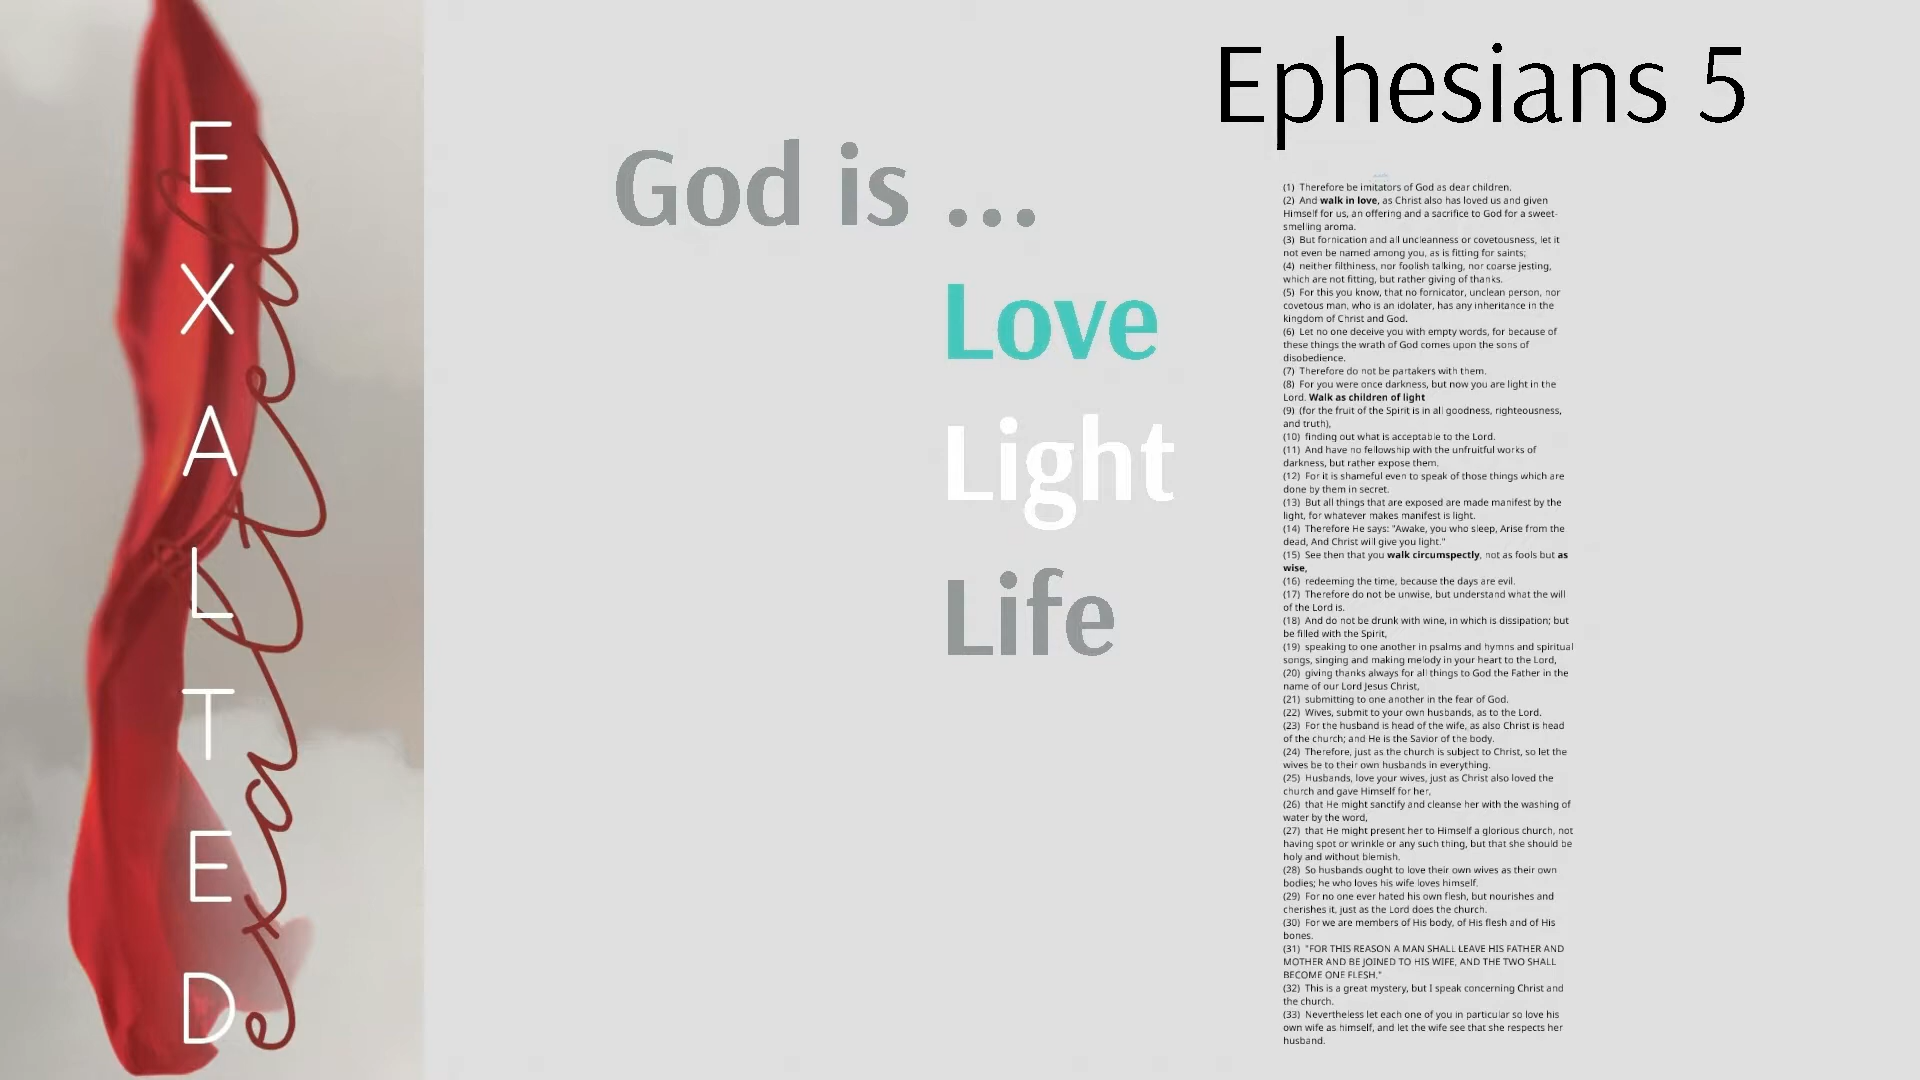 EXALTED
exalted
God is ...
Love
Light
Life
Ephesians 5
(1) Therefore be imitators of God as dear children.
(2) And walk in love, as Christ also has loved us and given
Himself for us, an offering and a sacrifice to God for a sweet-
smelling aroma.
(3) But fornication and all uncleanness or covetousness, let it
not even be named among you, as is fitting for saints;
(4) neither filthiness, nor foolish talking, nor coarse jesting,
which are not fitting, but rather giving of thanks.
(5) For this you know, that no fornicator, unclean person, nor
covetous man, who is an idolater, has any inheritance in the
kingdom of Christ and God.
(6) Let no one deceive you with empty words, for because of
these things the wrath of God comes upon the sons of
disobedience.
(7) Therefore do not be partakers with them.
(8) For you were once darkness, but now you are light in the
Lord. Walk as children of light
(9) (for the fruit of the Spirit is in all goodness, righteousness,
and truth),
(10) finding out what is acceptable to the Lord.
(11) And have no fellowship with the unfruitful works of
darkness, but rather expose them.
(12) For it is shameful even to speak of those things which are
done by them in secret.
(13) But all things that are exposed are made manifest by the
light, for whatever makes manifest is light.
(14) Therefore He says: "Awake, you who sleep, Arise from the
dead, And Christ will give you light."
(15) See then that you walk circumspectly, not as fools but as
wise,
(16) redeeming the time, because the days are evil.
(17) Therefore do not be unwise, but understand what the will
of the Lord is.
(18) And do not be drunk with wine, in which is dissipation; but
be filled with the Spirit,
(19) speaking to one another in psalms and hymns and spiritual
songs, singing and making melody in your heart to the Lord,
(20) giving thanks always for all things to God the Father in the
name of our Lord Jesus Christ,
(21) submitting to one another in the fear of God.
(22) Wives, submit to your own husbands, as to the Lord.
(23) For the husband is head of the wife, as also Christ is head
of the church; and He is the Savior of the body.
(24) Therefore, just as the church is subject to Christ, so let the
wives be to their own husbands in everything.
(25) Husbands, love your wives, just as Christ also loved the
church and gave Himself for her,
(26) that He might sanctify and cleanse her with the washing of
water by the word,
(27) that He might present her to Himself a glorious church, not
having spot or wrinkle or any such thing, but that she should be
holy and without blemish.
(28) So husbands ought to love their own wives as their own
bodies; he who loves his wife loves himself.
(29) For no one ever hated his own flesh, but nourishes and
cherishes it, just as the Lord does the church.
(30) For we are members of His body, of His flesh and of His
bones.
(31) "FOR THIS REASON A MAN SHALL LEAVE HIS FATHER AND
MOTHER AND BE JOINED TO HIS WIFE, AND THE TWO SHALL
BECOME ONE FLESH."
(32) This is a great mystery, but I speak concerning Christ and
the church.
(33) Nevertheless let each one of you in particular so love his
own wife as himself, and let the wife see that she respects her
husband.